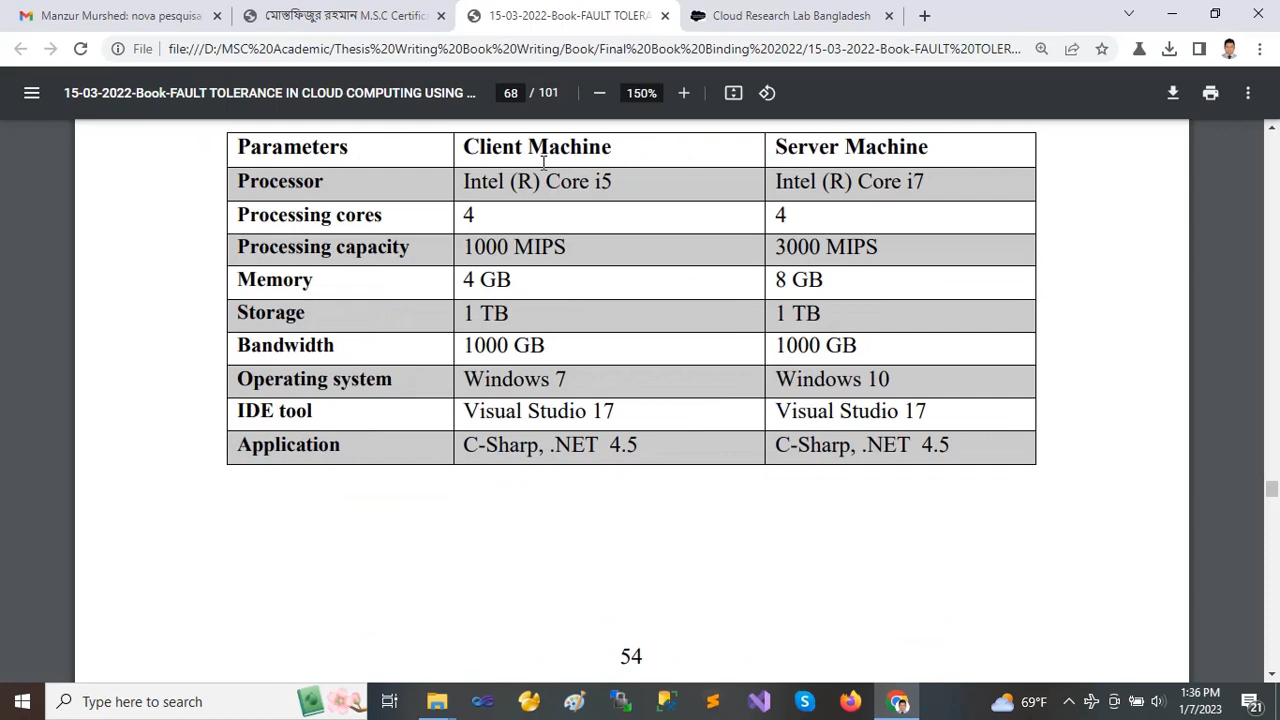 Manzur Murshed: nova pesquisa
মোস্তফিজুর রহমান M.S.C Certific
15-03-2022-Book-FAULT TOLERA
Cloud Research Lab Bangladesh
File
file:///D:/MSC%20Academic/Thesis%20Writing%20Book%20Writing/Book/Final%20Book%20Binding%202022/15-03-2022-Book-FAULT%20TOLER...
15-03-2022-Book-FAULT TOLERANCE IN CLOUD COMPUTING USING ...
68 / 101
150%
Parameters Client Machine Server Machine
Processor Intel (R) Core i5 Intel (R) Core i7
Processing cores 4 4
Processing capacity 1000 MIPS 3000 MIPS
Memory 4 GB 8 GB
Storage 1 TB 1 TB
Bandwidth 1000 GB 1000 GB
Operating system Windows 7 Windows 10
IDE tool Visual Studio 17 Visual Studio 17
Application C-Sharp, .NET 4.5 C-Sharp, .NET 4.5
54
Type here to search
69°F
1:36 PM
1/7/2023
21